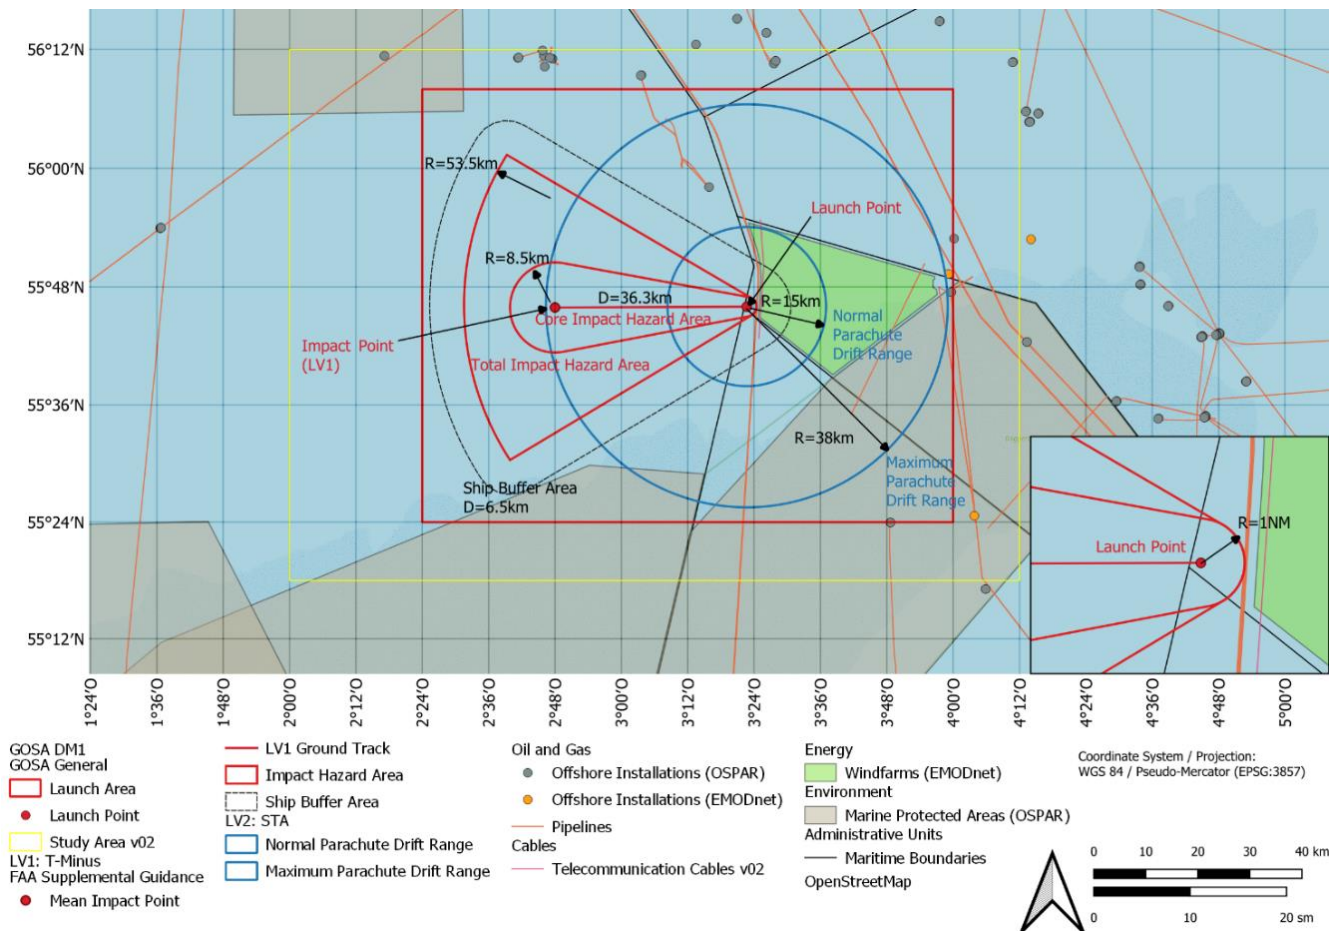 56°12'N
56°00'N
55°48'N
55°36'N
55°24'N
55°12'N
R=53.5km
Launch Point
R=8.5km
D=36.3km
R=15km
Core Impact Hazard Area
Normal
Parachute
Drift Range
Impact Point
(LV1)
Total Impact Hazard Area
R=38km
Maximum
Parachute
Drift Range
Ship Buffer Area
D=6.5km
R=1NM
Launch Point
1°24'O
1°36'O
1°48'O
2°00'O
2°12'O
2°24'O
2°36'O
2°48'O
3°00'O
3°12'O
3°24'O
3°36'O
3°48'O
4°00'O
4°12'O
4°24'O
4°36'O
4°48'O
5°00'O
GOSA DM1
GOSA General
Launch Area
Launch Point
Study Area v02
LV1: T-Minus
FAA Supplemental Guidance
Mean Impact Point
LV1 Ground Track
Impact Hazard Area
Ship Buffer Area
LV2: STA
Normal Parachute Drift Range
Maximum Parachute Drift Range
Oil and Gas
Offshore Installations (OSPAR)
Offshore Installations (EMODnet)
Pipelines
Cables
Telecommunication Cables v02
Energy
Windfarms (EMODnet)
Environment
Marine Protected Areas (OSPAR)
Administrative Units
Maritime Boundaries
OpenStreetMap
Coordinate System / Projection:
WGS 84 / Pseudo-Mercator (EPSG:3857)
0 10 20 30 40 km
0 10 20 sm